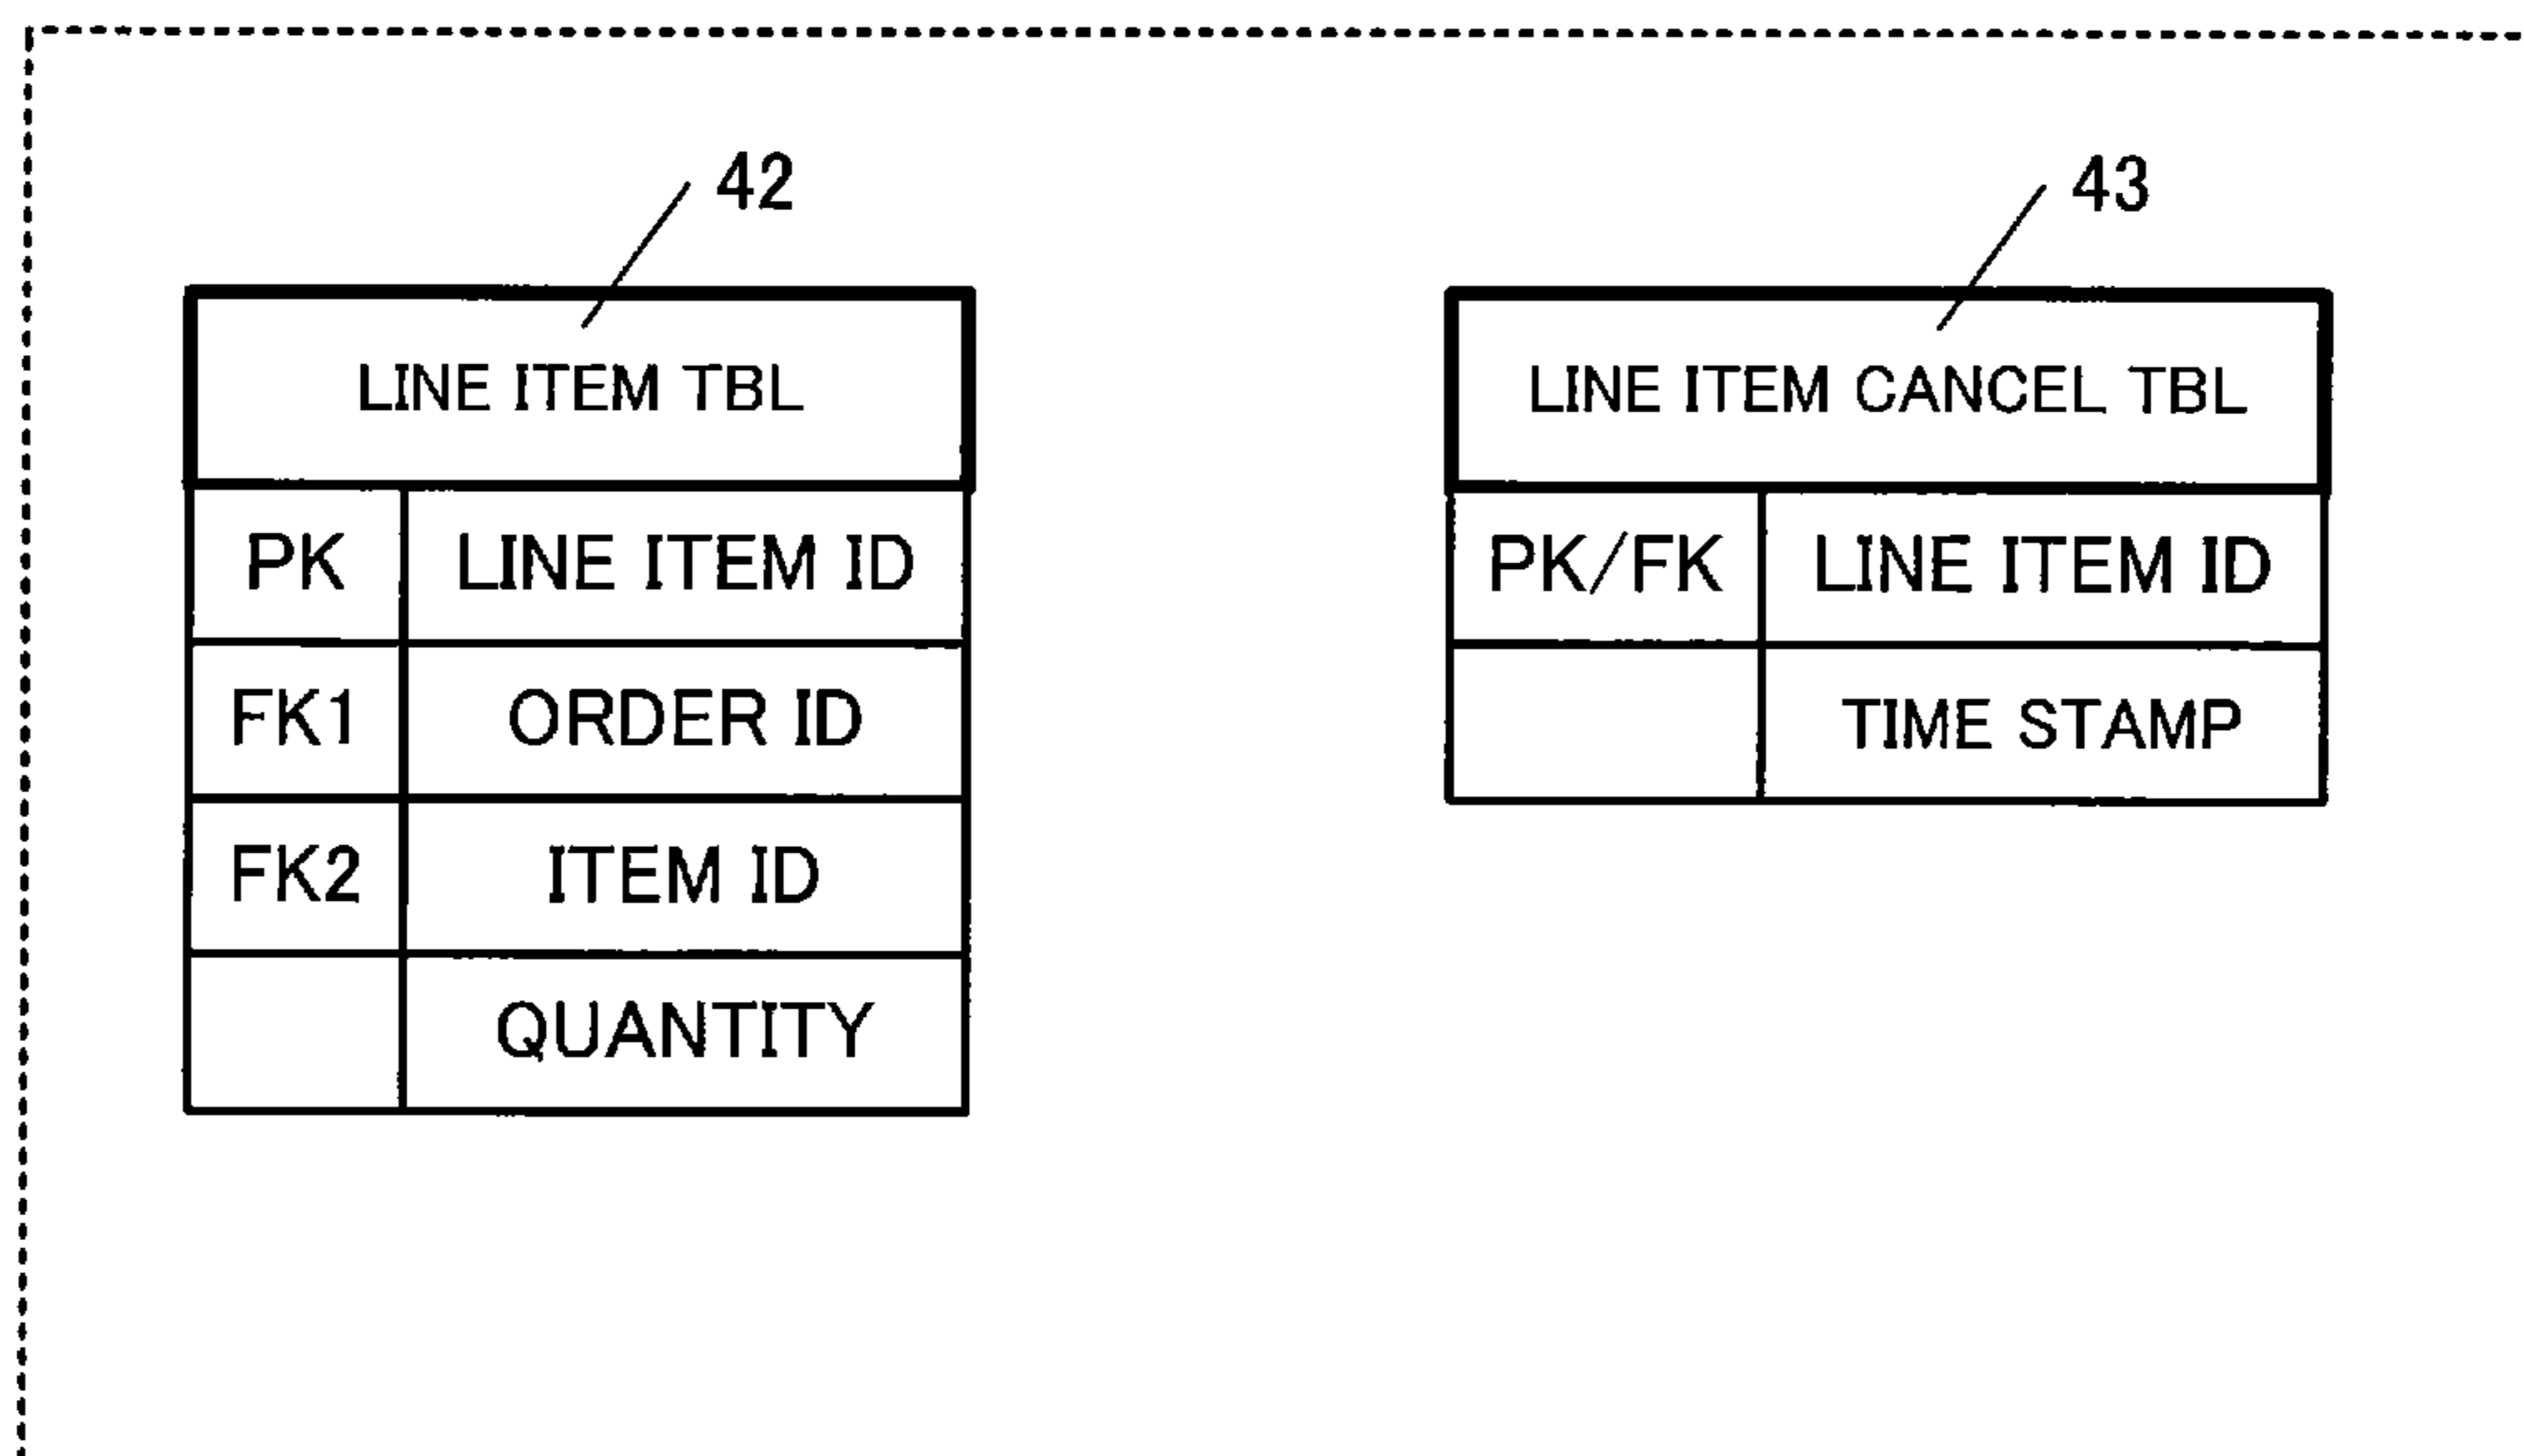 42
LINE ITEM TBL
PK LINE ITEM ID
FK1 ORDER ID
FK2 ITEM ID
QUANTITY
43
LINE ITEM CANCEL TBL
PK/FK LINE ITEM ID
TIME STAMP